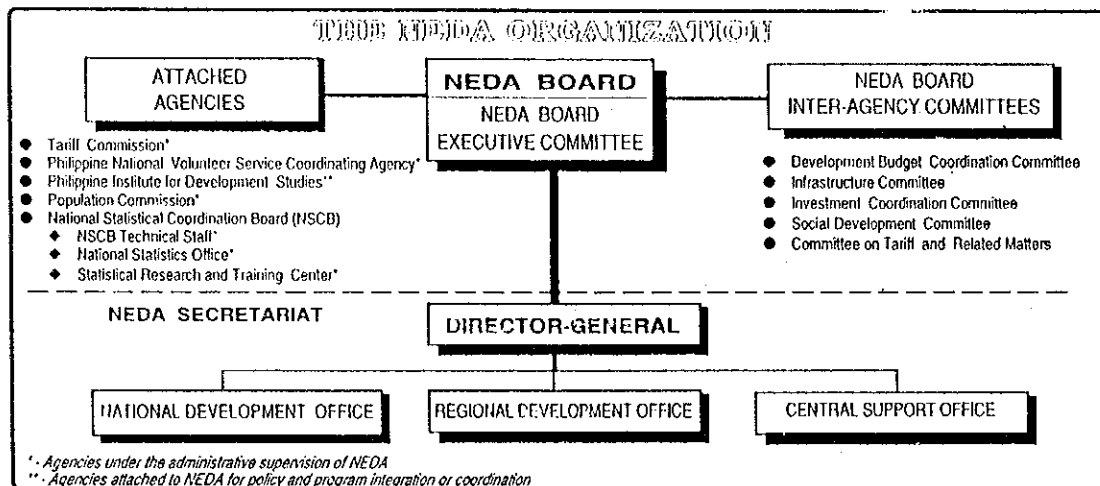 THE NEDA ORGANIZATION
ATTACHED
AGENCIES
● Tariff Commission*
● Philippine National Volunteer Service Coordinating Agency*
● Philippine Institute for Development Studies**
● Population Commission*
● National Statistical Coordination Board (NSCB)
◆ NSCB Technical Staff*
◆ National Statistics Office*
◆ Statistical Research and Training Center*
NEDA BOARD
NEDA BOARD
EXECUTIVE COMMITTEE
NEDA BOARD
INTER-AGENCY COMMITTEES
● Development Budget Coordination Committee
● Infrastructure Committee
● Investment Coordination Committee
● Social Development Committee
● Committee on Tariff and Related Matters
NEDA SECRETARIAT
DIRECTOR-GENERAL
NATIONAL DEVELOPMENT OFFICE
REGIONAL DEVELOPMENT OFFICE
CENTRAL SUPPORT OFFICE
* - Agencies under the administrative supervision of NEDA
** - Agencies attached to NEDA for policy and program integration or coordination